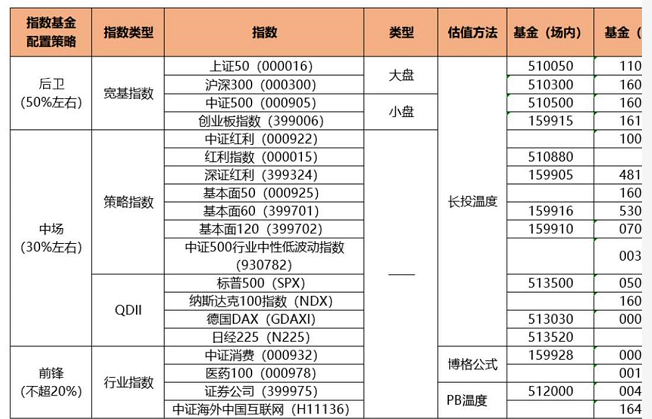 指数基金
配置策略
指数类型
指数
类型
估值方法
基金（场内）
基金（
后卫
(50%左右)
宽基指数
上证50（000016）
大盘
长投温度
510050
110
沪深300（000300）
510300
160
中证500（000905）
小盘
510500
160
创业板指数（399006）
159915
161
中场
(30%左右)
策略指数
中证红利（000922）
——
100
红利指数（000015）
510880
深证红利（399324）
159905
481
基本面50（000925）
160
基本面60（399701）
159916
530
基本面120（399702）
159910
070
中证500行业中性低波动指数
（930782）
003
QDII
标普500（SPX）
513500
050
纳斯达克100指数（NDX）
160
德国DAX（GDAXI）
513030
000
日经225（N225）
513520
前锋
(不超20%)
行业指数
中证消费（000932）
博格公式
159928
000
医药100（000978）
001
证券公司（399975）
PB温度
512000
004
中证海外中国互联网（H11136）
164